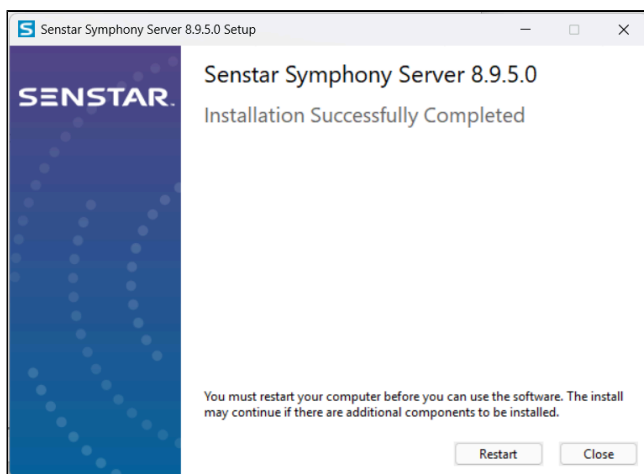 Senstar Symphony Server 8.9.5.0 Setup
SENSTAR.
Senstar Symphony Server 8.9.5.0
Installation Successfully Completed
You must restart your computer before you can use the software. The install
may continue if there are additional components to be installed.
Restart
Close